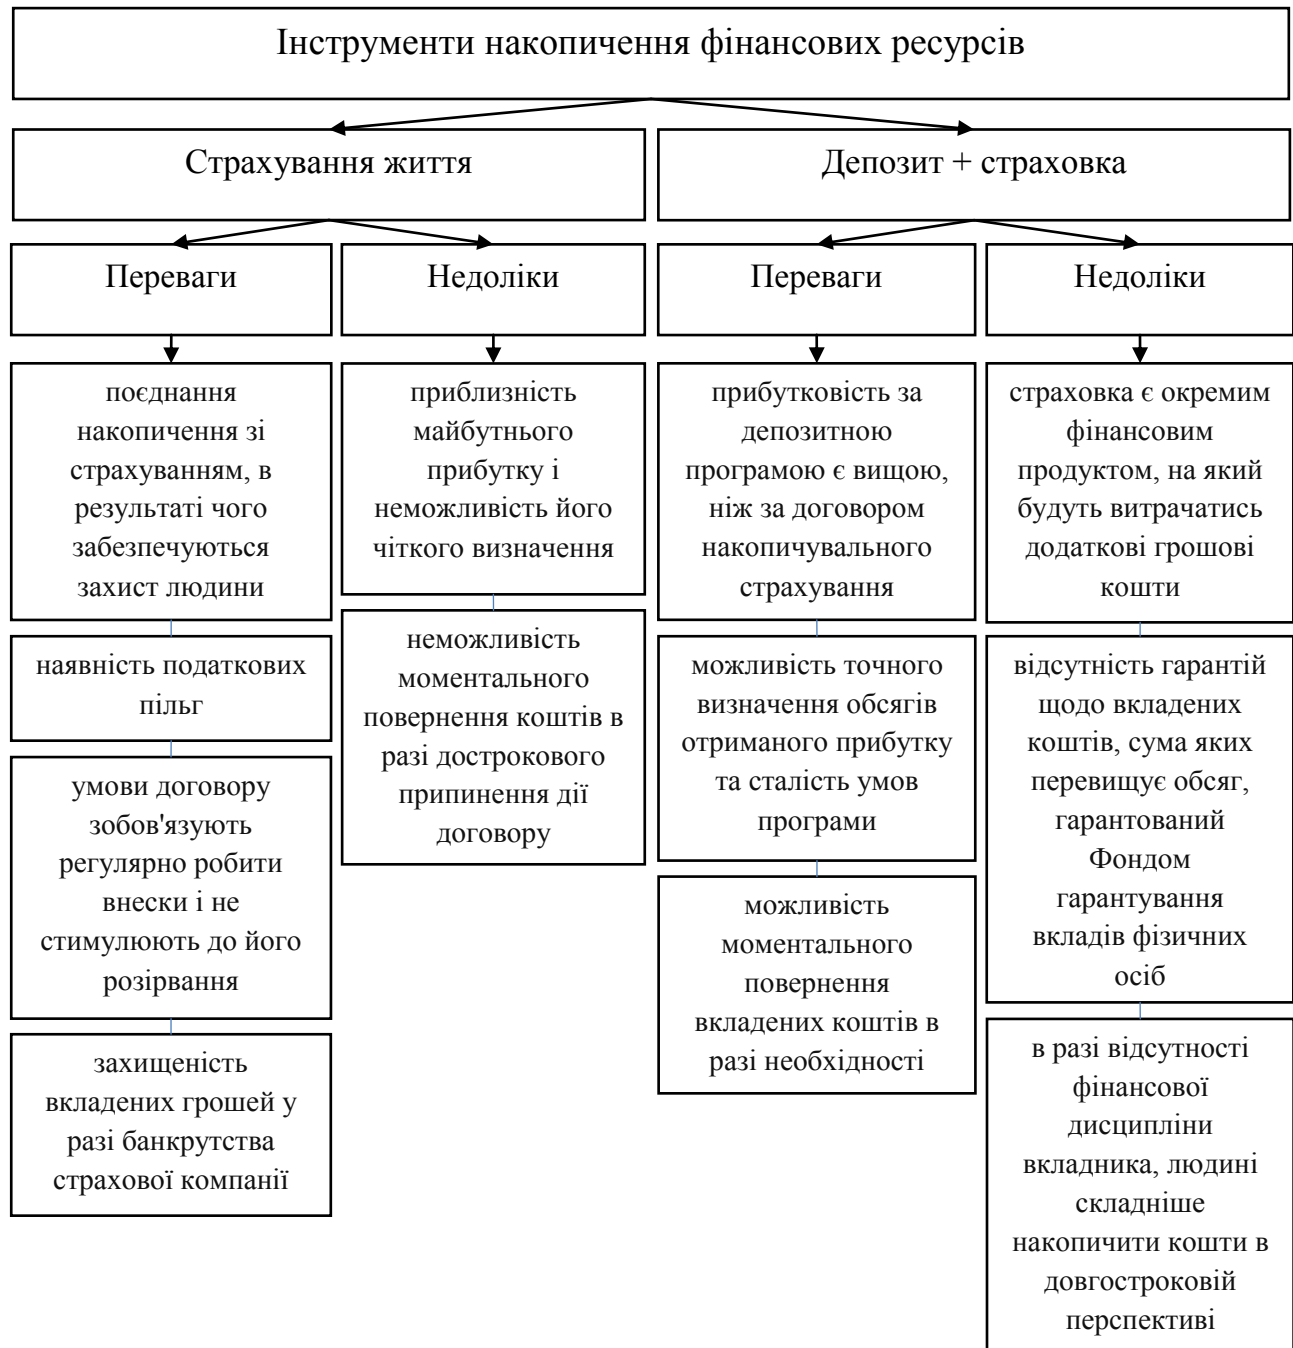 Інструменти накопичення фінансових ресурсів
Страхування життя
Депозит + страховка
Переваги
Недоліки
Переваги
Недоліки
поєднання
накопичення зі
страхуванням, в
результаті чого
забезпечуються
захист людини
наявність податкових
пільг
умови договору
зобов'язують
регулярно робити
внески і не
стимулюють до його
розірвання
захищеність
вкладених грошей у
разі банкрутства
страхової компанії
приблизність
майбутнього
прибутку і
неможливість його
чіткого визначення
неможливість
моментального
повернення коштів в
разі дострокового
припинення дії
договору
прибутковість за
депозитною
програмою є вищою,
ніж за договором
накопичувального
страхування
можливість точного
визначення обсягів
отриманого прибутку
та сталість умов
програми
можливість
моментального
повернення
вкладених коштів в
разі необхідності
страховка є окремим
фінансовим
продуктом, на який
будуть витрачатись
додаткові грошові
кошти
відсутність гарантій
щодо вкладених
коштів, сума яких
перевищує обсяг,
гарантований
Фондом
гарантування
вкладів фізичних
осіб
в разі відсутності
фінансової
дисципліни
вкладника, людині
складніше
накопичити кошти в
довгостроковій
перспективі